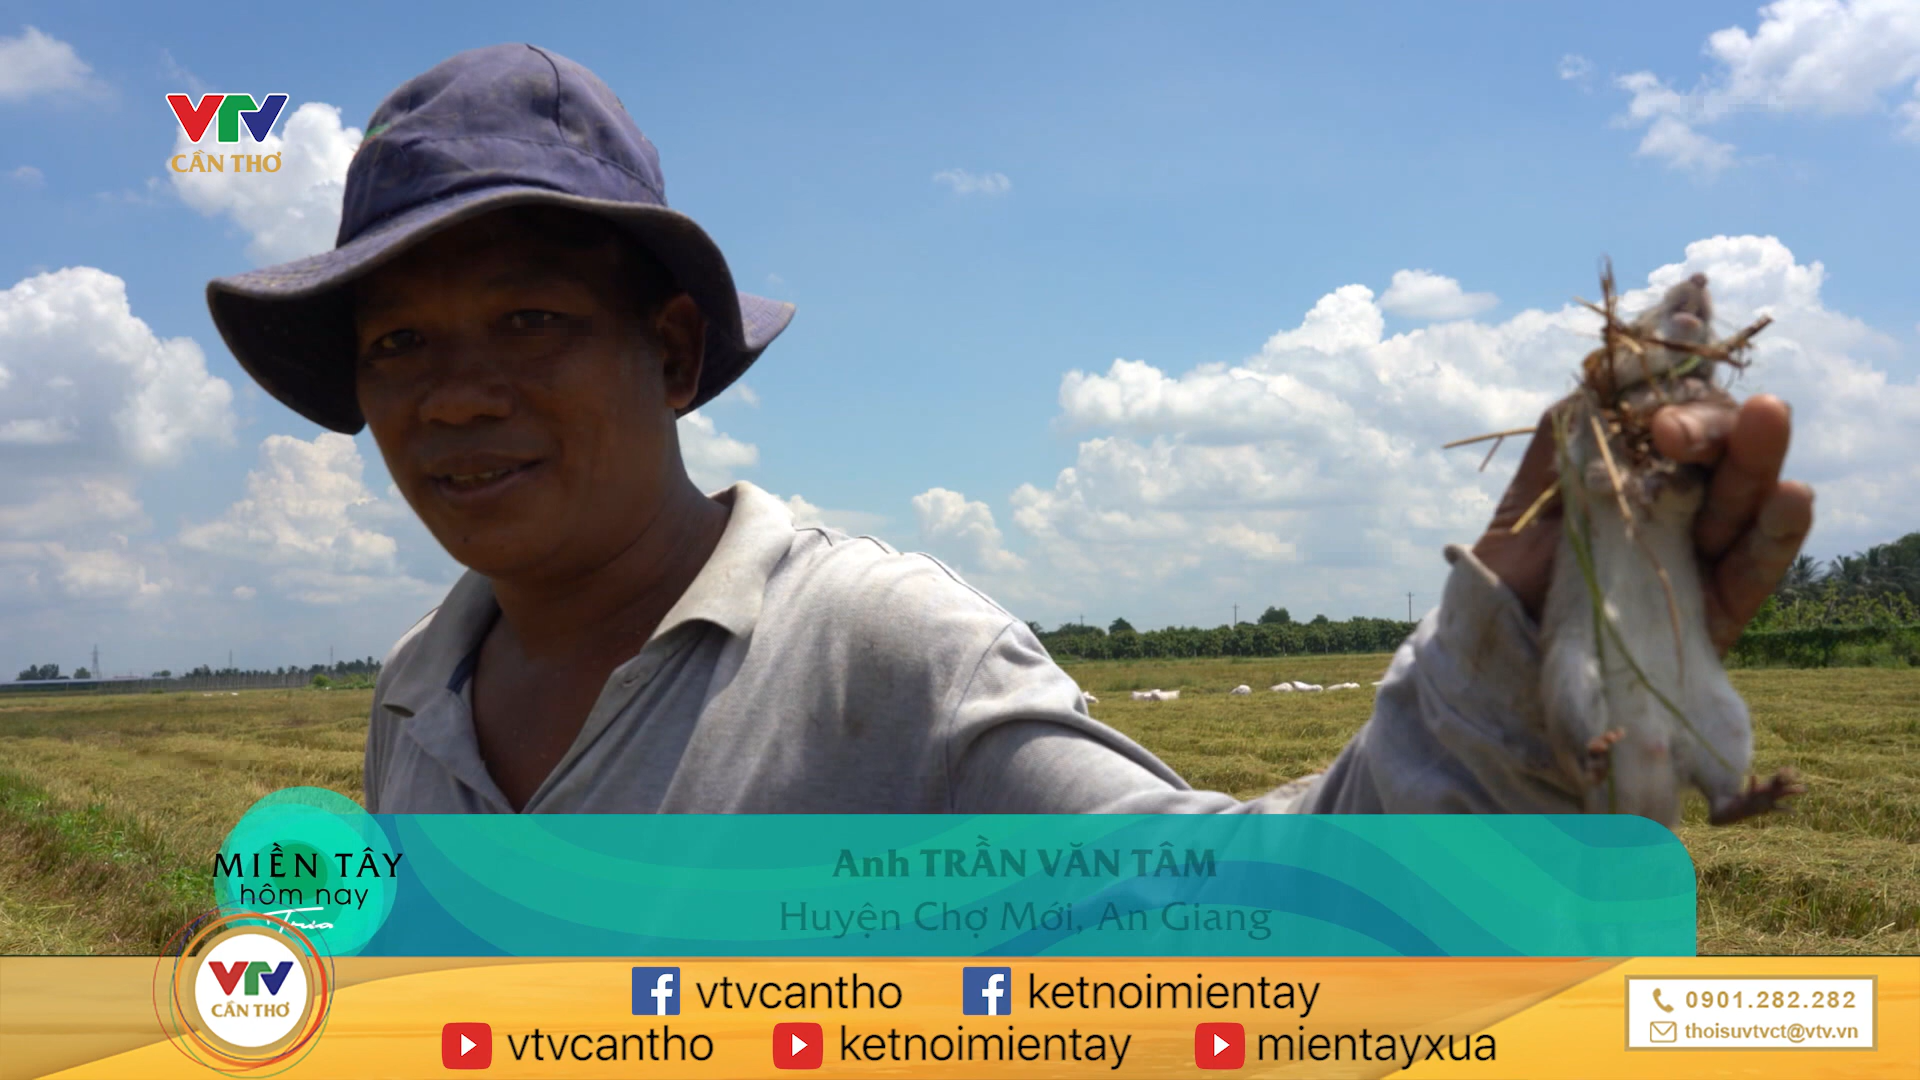 VTV
CẦN THƠ
MIỀN TÂY
hôm nay
Trưa
Anh TRẦN VĂN TÂM
Huyện Chợ Mới, An Giang
VTV
CẦN THƠ
vtvcantho
ketnoimientay
vtvcantho
ketnoimientay
mientayxua
0901.282.282
thoisuvtvct@vtv.vn